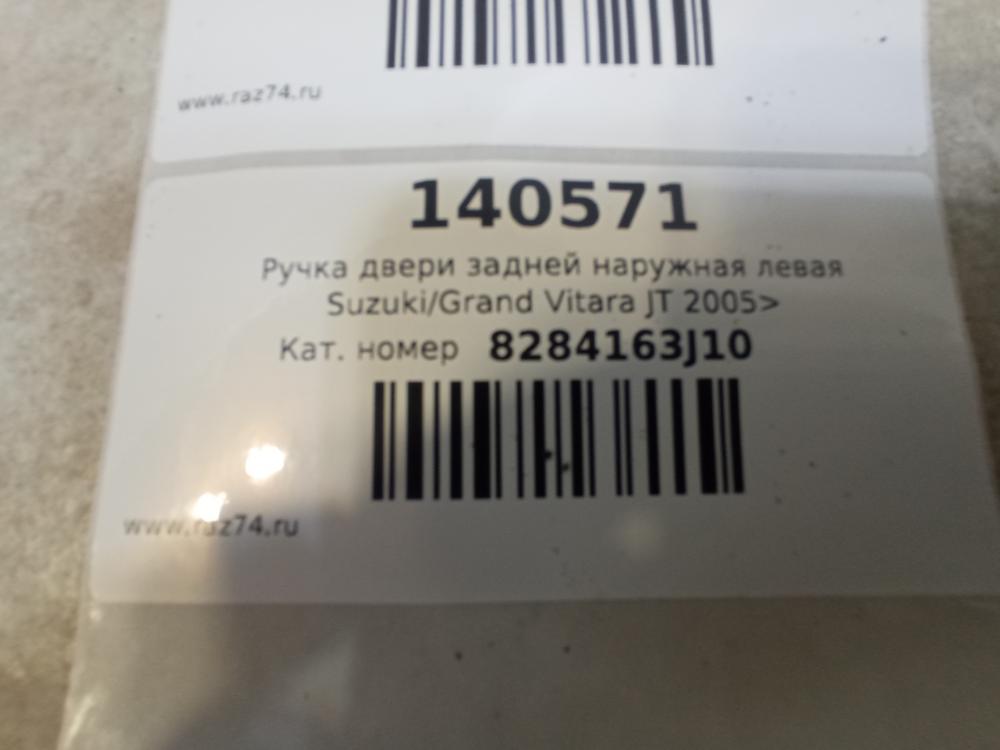 www.raz74.ru
140571
Ручка двери задней наружная левая
Suzuki/Grand Vitara JT 2005>
Кат. номер 8284163J10
www.raz74.ru